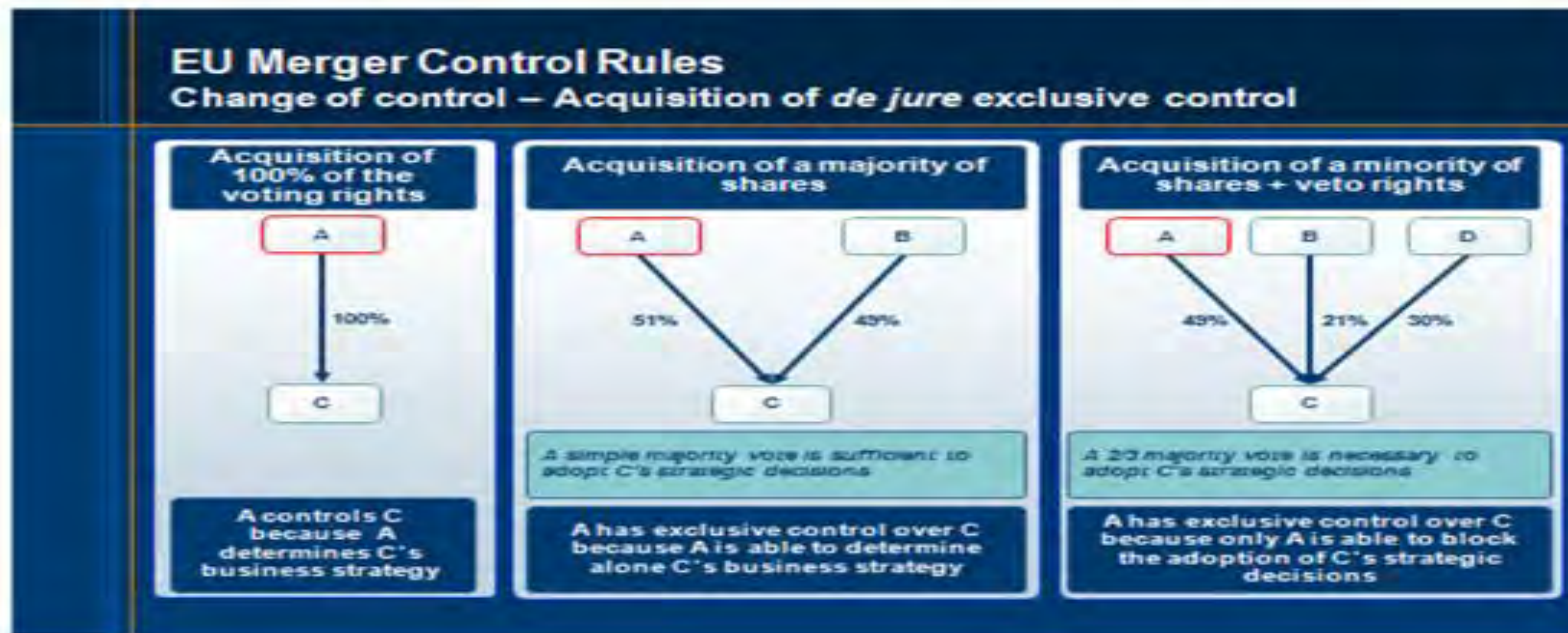 EU Merger Control Rules
Change of control – Acquisition of de jure exclusive control
Acquisition of
100% of the
voting rights
A
100%
C
A controls C
because A
determines C's
business strategy
Acquisition of a majority of
shares
A
B
51%
49%
C
A simple majority vote is sufficient to
adopt C's strategic decisions
A has exclusive control over C
because A is able to determine
alone C's business strategy
Acquisition of a minority of
shares + veto rights
A
B
D
49%
21%
30%
C
A 2/3 majority vote is necessary to
adopt C's strategic decisions
A has exclusive control over C
because only A is able to block
the adoption of C's strategic
decisions